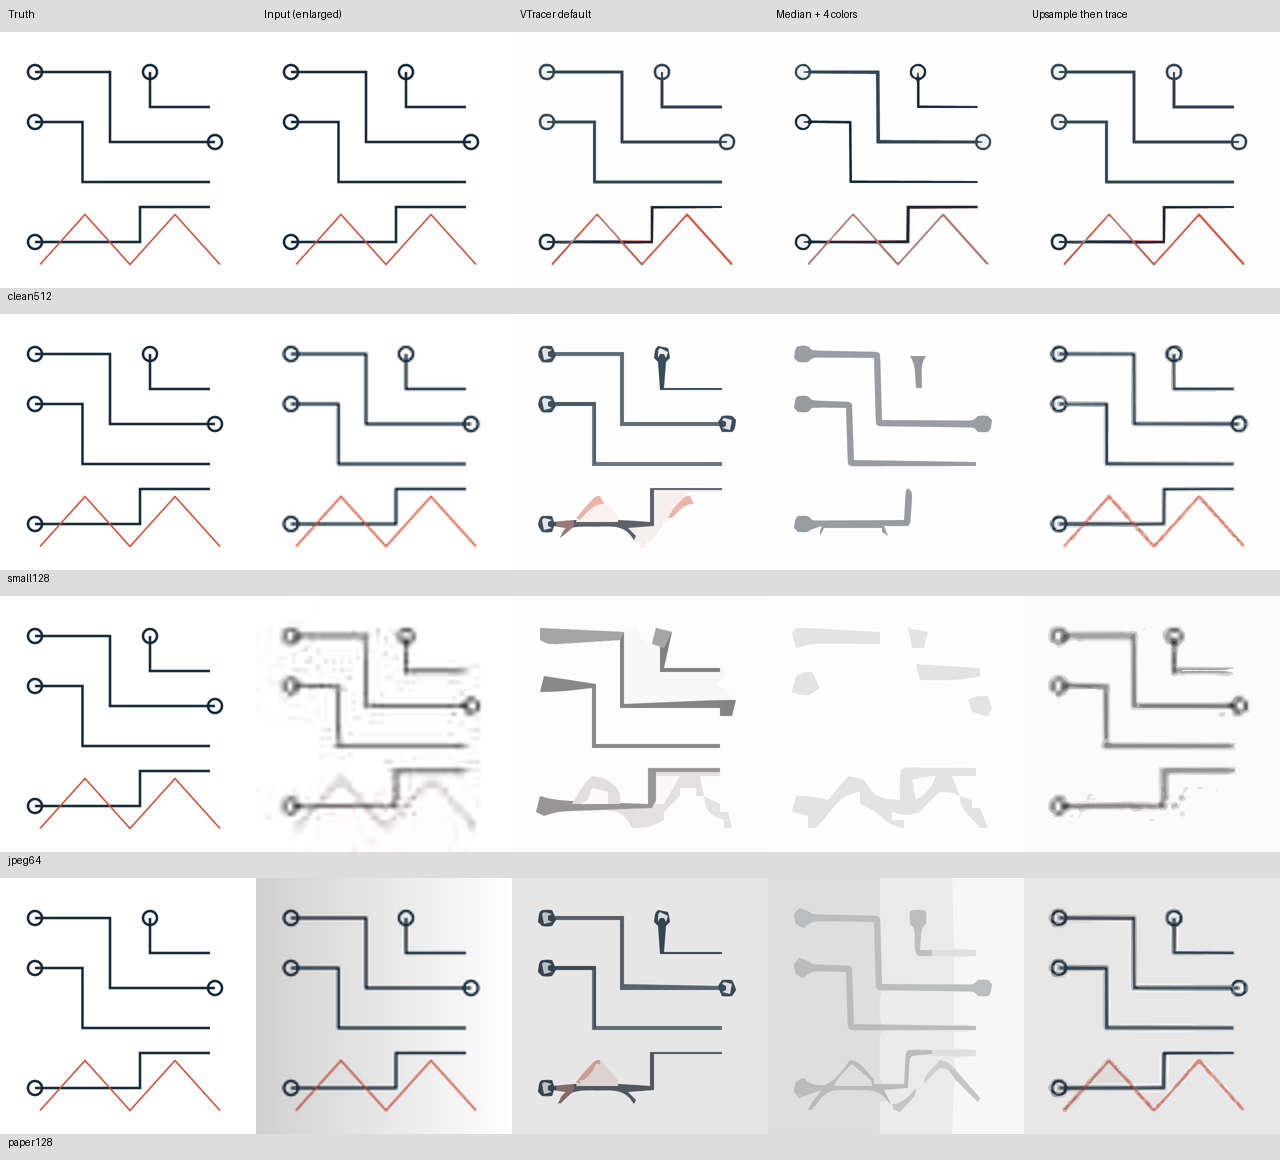 Truth
Input (enlarged)
VTracer default
Median + 4 colors
Upsample then trace
clean512
small128
jpeg64
paper128